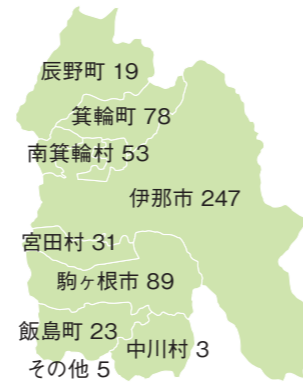 辰野町 19
箕輪町 78
南箕輪村 53
伊那市 247
宮田村 31
駒ヶ根市 89
飯島町 23
中川村 3
その他 5